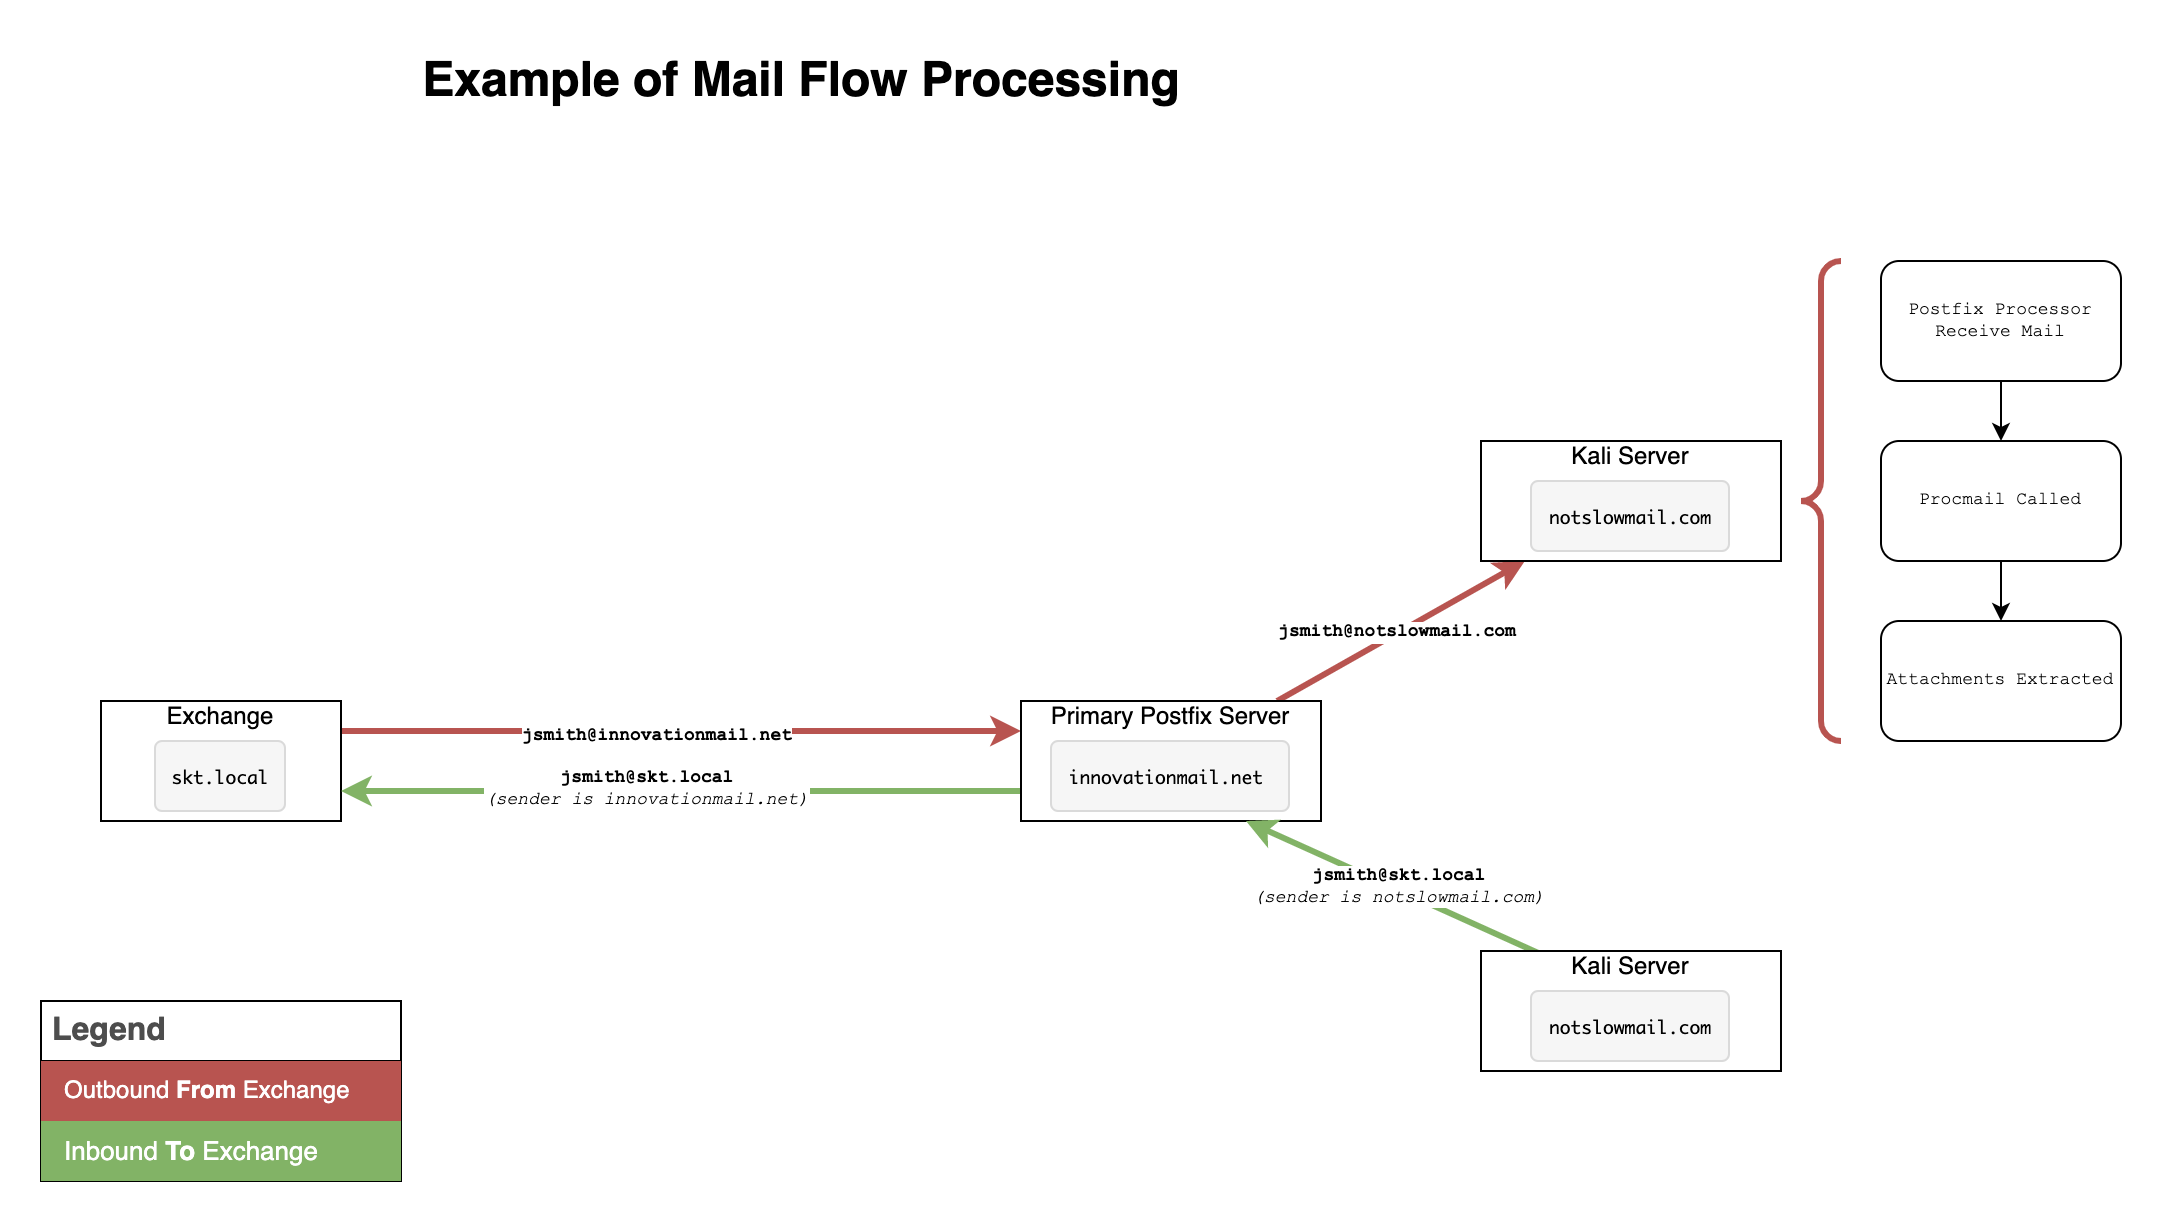 Example of Mail Flow Processing
Postfix Processor
Receive Mail
Kali Server
notslowmail.com
Procmail Called
jsmith@notslowmail.com
Attachments Extracted
Exchange
skt.local
jsmith@innovationmail.net
jsmith@skt.local
(sender is innovationmail.net)
Primary Postfix Server
innovationmail.net
jsmith@skt.local
(sender is notslowmail.com)
Kali Server
notslowmail.com
Legend
Outbound From Exchange
Inbound To Exchange